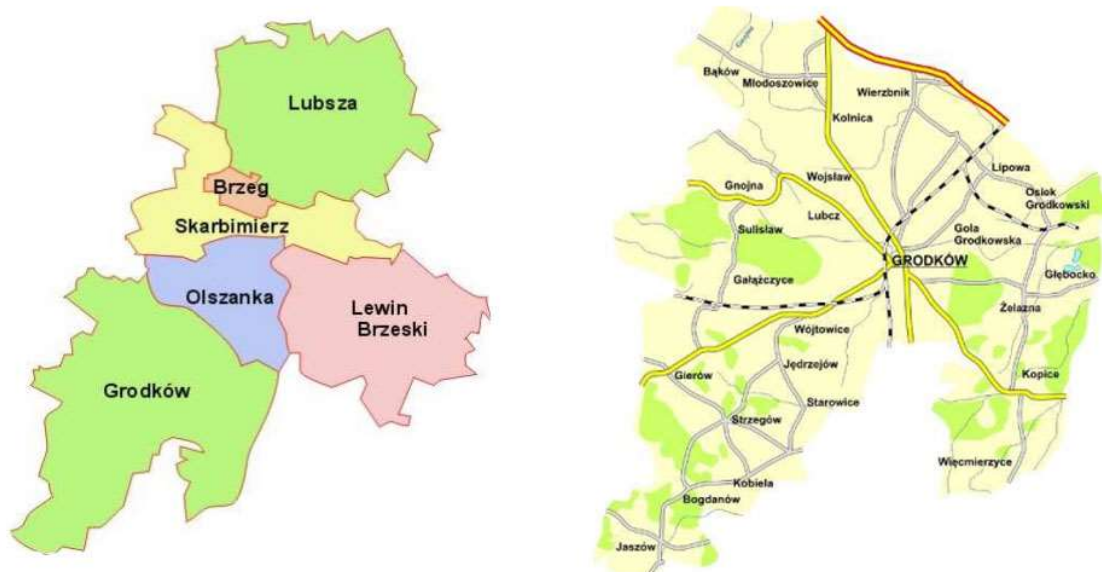 Lubsza
Brzeg
Skarbimierz
Olszanka
Lewin
Brzeski
Grodków
Bąków
Młodoszowice
Wierzbnik
Kolnica
Lipowa
Gnojna
Wojsław
Osiek
Grodkowski
Lubcz
Sulisław
Gola
Grodkowska
GRODKÓW
Głębocko
Gałążczyce
Żelazna
Wójtowice
Jędrzejów
Gierów
Kopice
Starowice
Strzegów
Więcmierzyce
Kobiela
Bogdanów
Jaszów